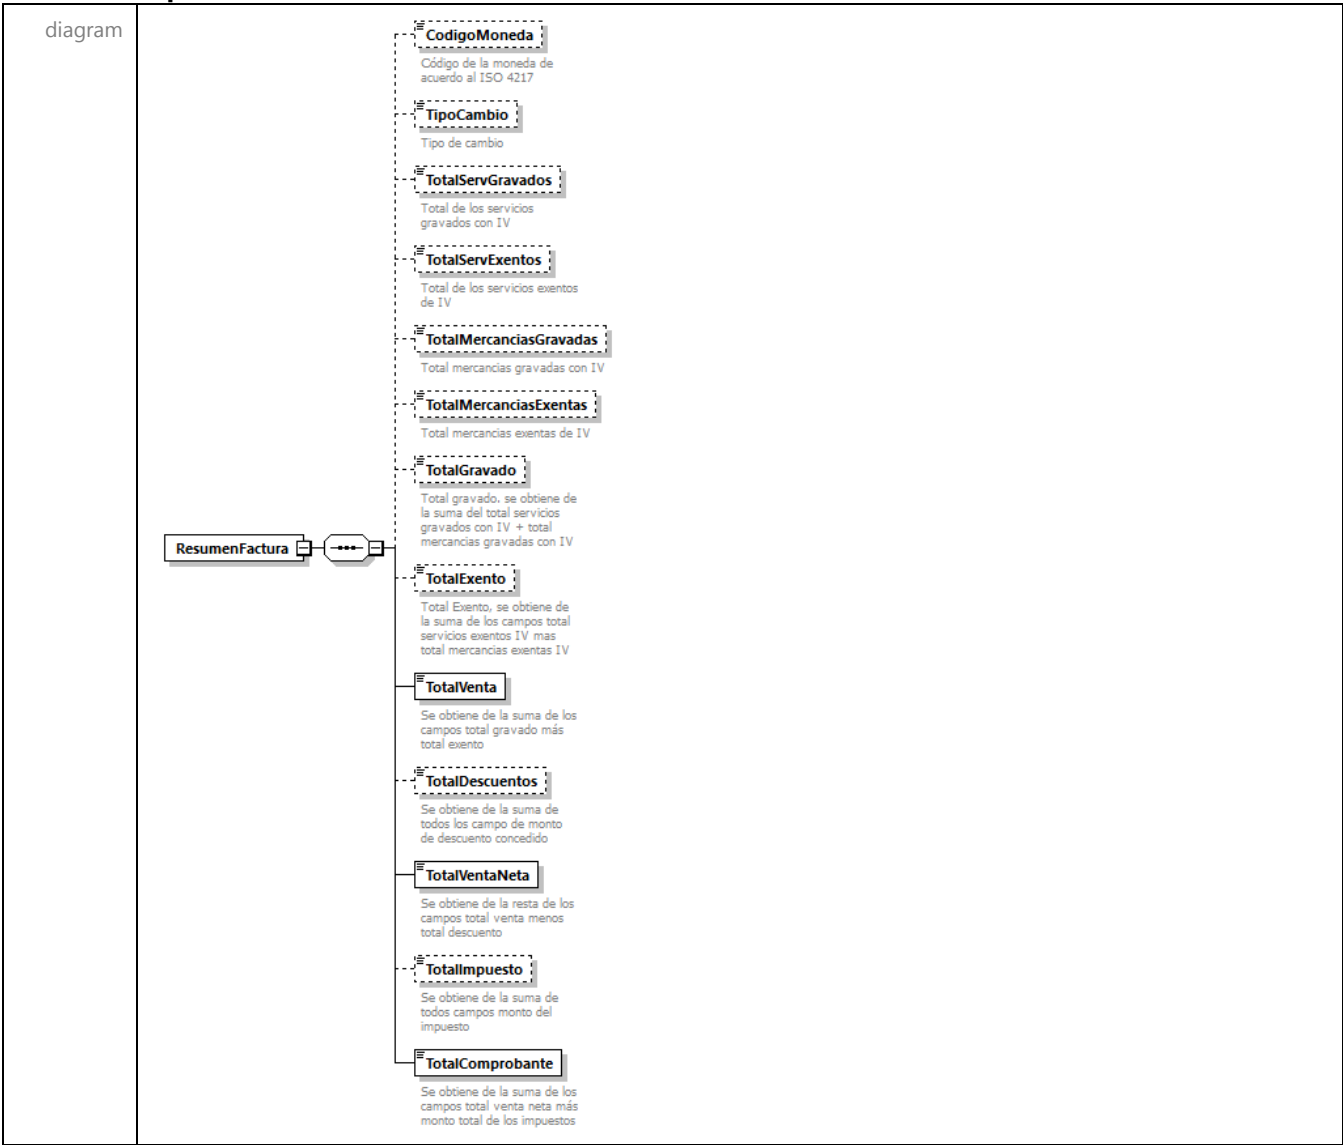 diagram
CodigoMoneda
Código de la moneda de
acuerdo al ISO 4217
TipoCambio
Tipo de cambio
TotalServGravados
Total de los servicios
gravados con IV
TotalServExentos
Total de los servicios exentos
de IV
TotalMercanciasGravadas
Total mercancias gravadas con IV
TotalMercanciasExentas
Total mercancias exentas de IV
TotalGravado
Total gravado. se obtiene de
la suma del total servicios
gravados con IV + total
mercancias gravadas con IV
ResumenFactura
TotalExento
Total Exento, se obtiene de
la suma de los campos total
servicios exentos IV mas
total mercancias exentas IV
TotalVenta
Se obtiene de la suma de los
campos total gravado más
total exento
TotalDescuentos
Se obtiene de la suma de
todos los campo de monto
de descuento concedido
TotalVentaNeta
Se obtiene de la resta de los
campos total venta menos
total descuento
TotalImpuesto
Se obtiene de la suma de
todos campos monto del
impuesto
TotalComprobante
Se obtiene de la suma de los
campos total venta neta más
monto total de los impuestos